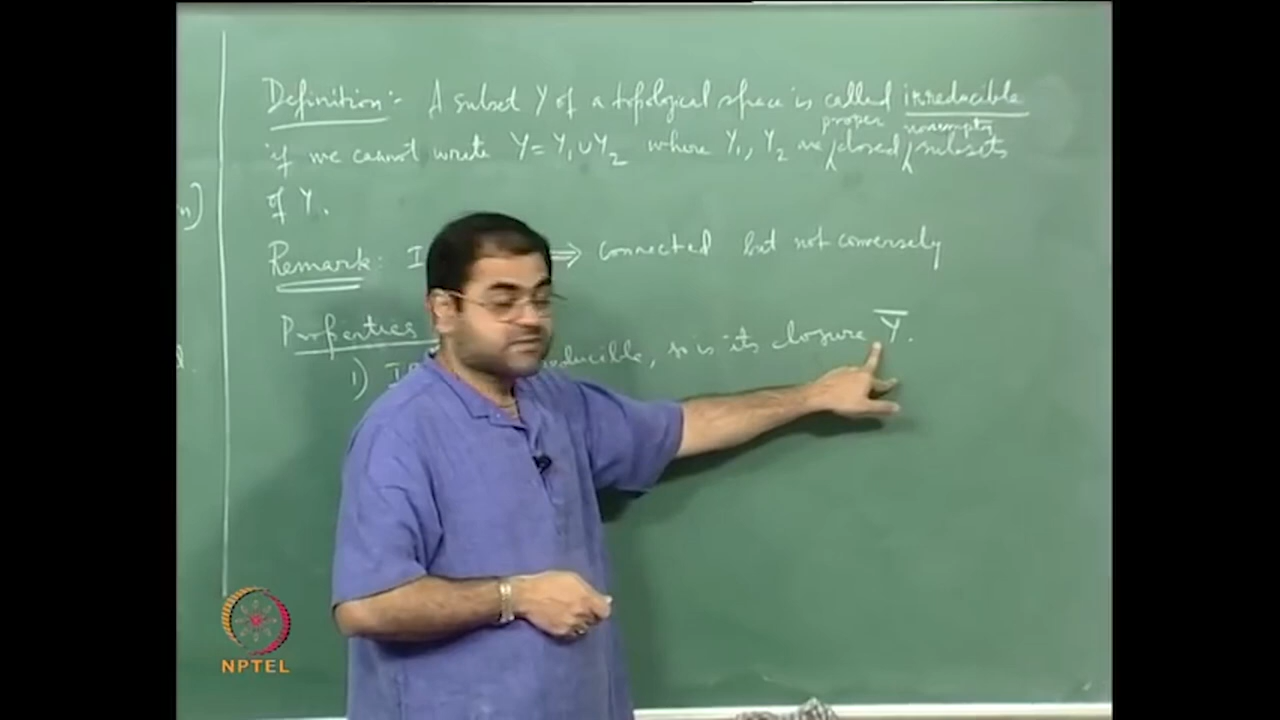 Definition:- A subset Y of a topological space is called irreducible
if we cannot write Y = Y₁ ∪ Y₂ where Y₁, Y₂ are proper closed nonempty subsets
of Y.
Remark: I ⟹ connected but not conversely
Properties
1) I so is its closure Y̅.
NPTEL